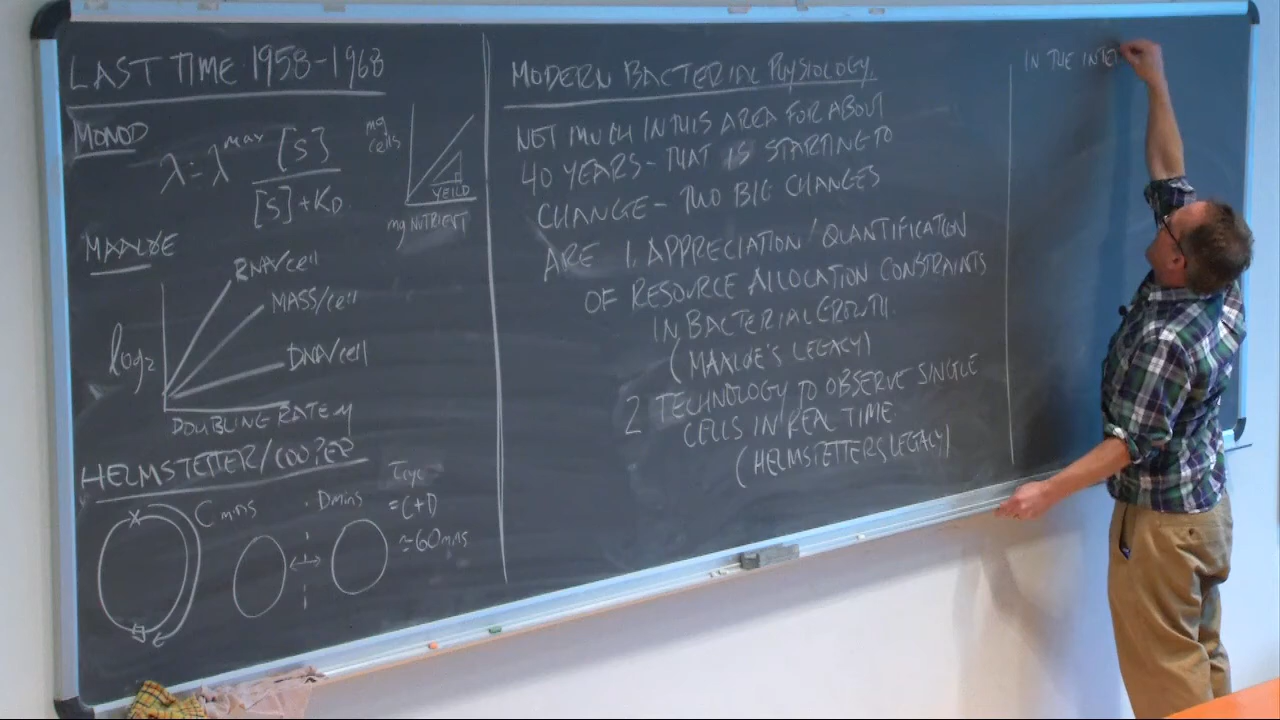 LAST TIME 1958-1968
MONOD
λ = λ^max [S]
[S] + K_D
mg
cells
YEILD
mg NUTRIENT
MAALØE
log2
RNA/cell
MASS/cell
DNA/cell
DOUBLING RATE μ
HELMSTETTER/COOPER
C mins
D mins
τcyc
= C+D
≃60 mins
MODERN BACTERIAL PHYSIOLOGY
NOT MUCH IN THIS AREA FOR ABOUT
40 YEARS - THAT IS STARTING TO
CHANGE - TWO BIG CHANGES
ARE 1. APPRECIATION/QUANTIFICATION
OF RESOURCE ALLOCATION CONSTRAINTS
IN BACTERIAL GROWTH.
(MAALØE'S LEGACY)
2 TECHNOLOGY TO OBSERVE SINGLE
CELLS IN REAL TIME
(HELMSTETTERS LEGACY)
IN THE INTE